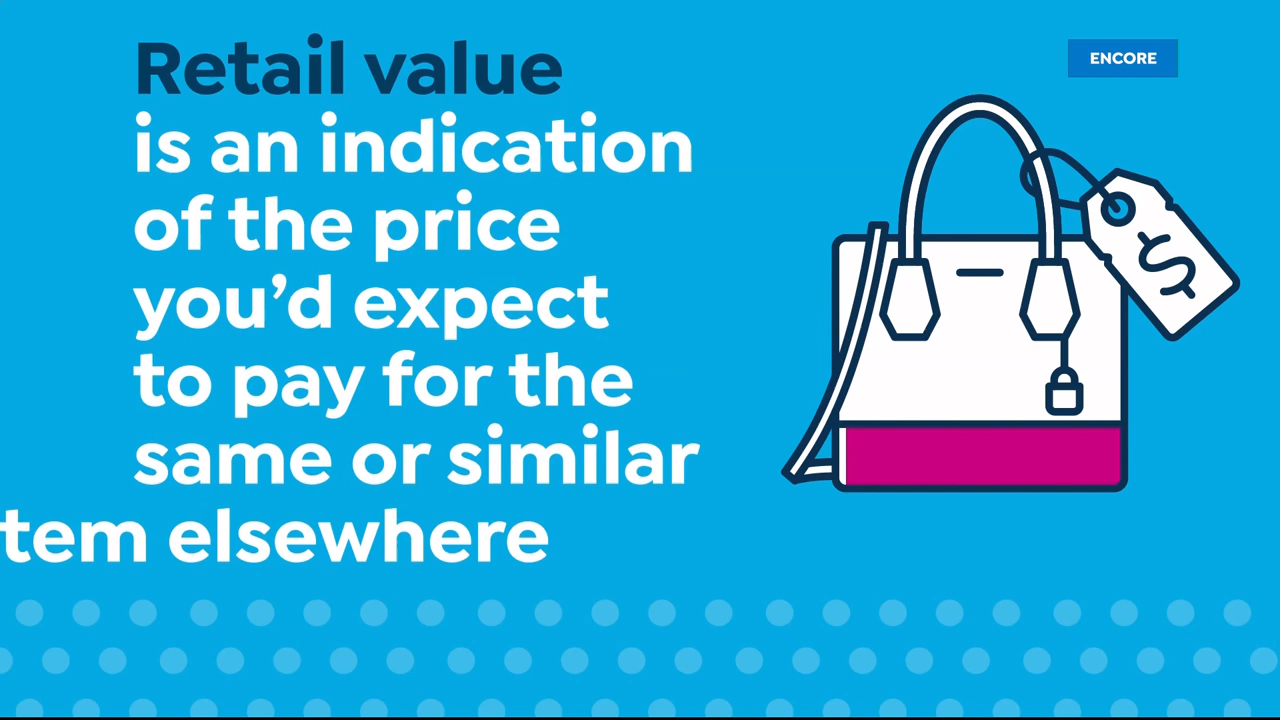 Retail value
ENCORE
is an indication
of the price
you’d expect
to pay for the
same or similar
tem elsewhere
$